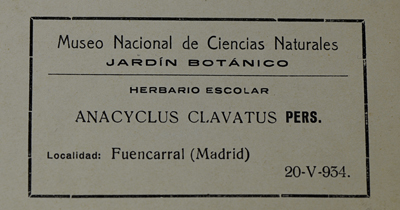 Museo Nacional de Ciencias Naturales
JARDÍN BOTÁNICO
HERBARIO ESCOLAR
ANACYCLUS CLAVATUS PERS.
Localidad: Fuencarral (Madrid)
20-V-934.